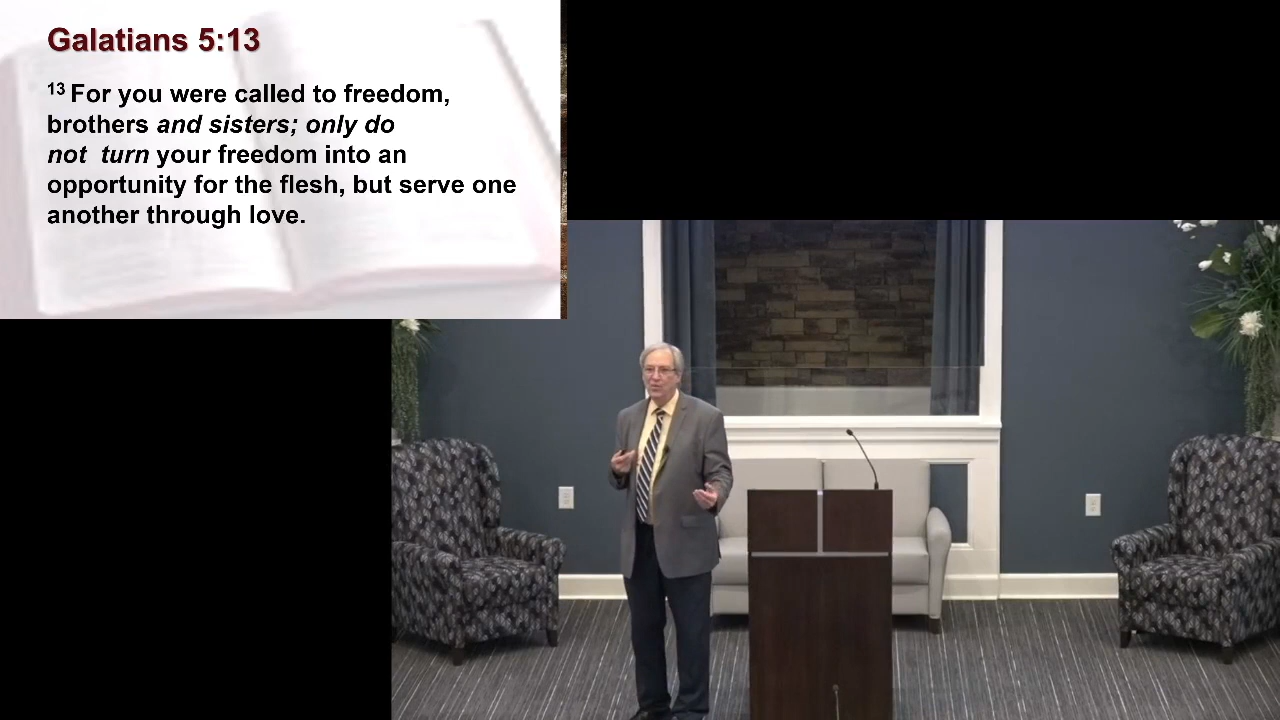 Galatians 5:13
13 For you were called to freedom,
brothers and sisters; only do
not  turn your freedom into an
opportunity for the flesh, but serve one
another through love.